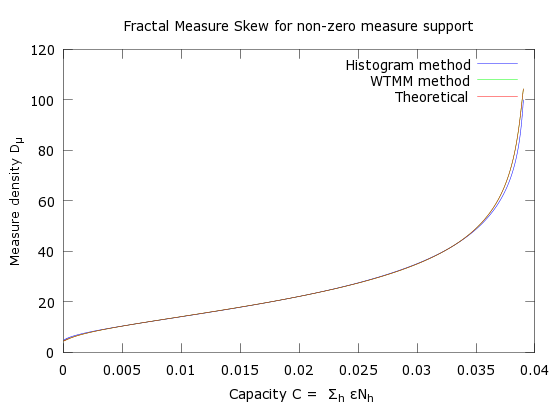 Fractal Measure Skew for non-zero measure support
120
100
80
60
40
20
0
Measure density Dμ
Histogram method
WTMM method
Theoretical
0 0.005 0.01 0.015 0.02 0.025 0.03 0.035 0.04
Capacity C = Σh εNh